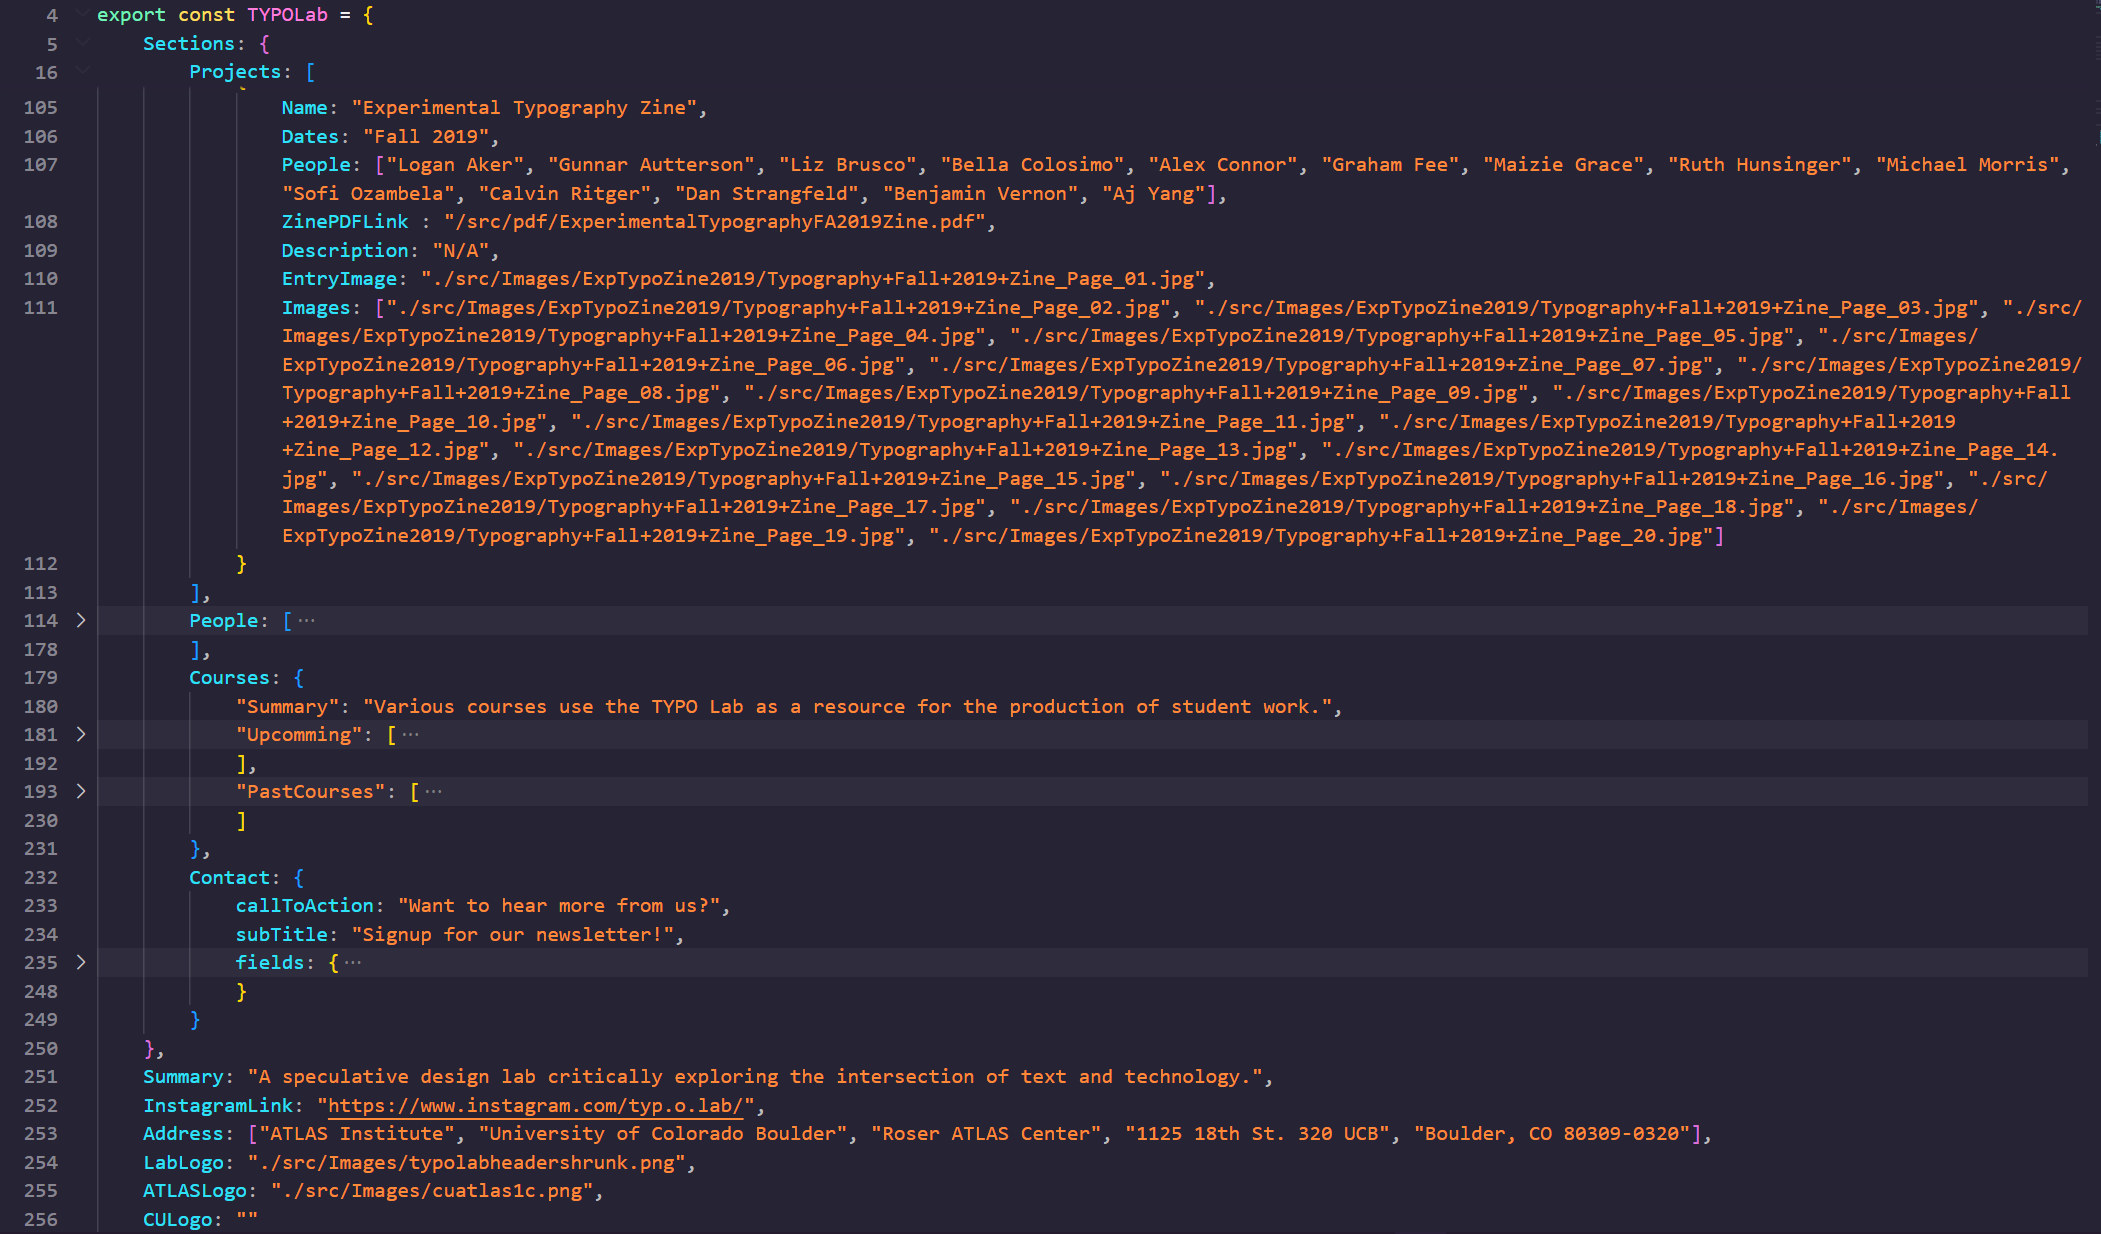 4 export const TYPOLab = {
5 Sections: {
16 Projects: [
105 Name: "Experimental Typography Zine",
106 Dates: "Fall 2019",
107 People: ["Logan Aker", "Gunnar Autterson", "Liz Brusco", "Bella Colosimo", "Alex Connor", "Graham Fee", "Maizie Grace", "Ruth Hunsinger", "Michael Morris",
"Sofi Ozambela", "Calvin Ritger", "Dan Strangfeld", "Benjamin Vernon", "Aj Yang"],
108 ZinePDFLink : "/src/pdf/ExperimentalTypographyFA2019Zine.pdf",
109 Description: "N/A",
110 EntryImage: "./src/Images/ExpTypoZine2019/Typography+Fall+2019+Zine_Page_01.jpg",
111 Images: ["./src/Images/ExpTypoZine2019/Typography+Fall+2019+Zine_Page_02.jpg", "./src/Images/ExpTypoZine2019/Typography+Fall+2019+Zine_Page_03.jpg", "./src/
Images/ExpTypoZine2019/Typography+Fall+2019+Zine_Page_04.jpg", "./src/Images/ExpTypoZine2019/Typography+Fall+2019+Zine_Page_05.jpg", "./src/Images/
ExpTypoZine2019/Typography+Fall+2019+Zine_Page_06.jpg", "./src/Images/ExpTypoZine2019/Typography+Fall+2019+Zine_Page_07.jpg", "./src/Images/ExpTypoZine2019/
Typography+Fall+2019+Zine_Page_08.jpg", "./src/Images/ExpTypoZine2019/Typography+Fall+2019+Zine_Page_09.jpg", "./src/Images/ExpTypoZine2019/Typography+Fall
+2019+Zine_Page_10.jpg", "./src/Images/ExpTypoZine2019/Typography+Fall+2019+Zine_Page_11.jpg", "./src/Images/ExpTypoZine2019/Typography+Fall+2019
+Zine_Page_12.jpg", "./src/Images/ExpTypoZine2019/Typography+Fall+2019+Zine_Page_13.jpg", "./src/Images/ExpTypoZine2019/Typography+Fall+2019+Zine_Page_14.
jpg", "./src/Images/ExpTypoZine2019/Typography+Fall+2019+Zine_Page_15.jpg", "./src/Images/ExpTypoZine2019/Typography+Fall+2019+Zine_Page_16.jpg", "./src/
Images/ExpTypoZine2019/Typography+Fall+2019+Zine_Page_17.jpg", "./src/Images/ExpTypoZine2019/Typography+Fall+2019+Zine_Page_18.jpg", "./src/Images/
ExpTypoZine2019/Typography+Fall+2019+Zine_Page_19.jpg", "./src/Images/ExpTypoZine2019/Typography+Fall+2019+Zine_Page_20.jpg"]
112 }
113 ],
114 People: [ ···
178 ],
179 Courses: {
180 "Summary": "Various courses use the TYPO Lab as a resource for the production of student work.",
181 "Upcomming": [ ···
192 ],
193 "PastCourses": [ ···
230 ]
231 },
232 Contact: {
233 callToAction: "Want to hear more from us?",
234 subTitle: "Signup for our newsletter!",
235 fields: { ···
248 }
249 }
250 },
251 Summary: "A speculative design lab critically exploring the intersection of text and technology.",
252 InstagramLink: "https://www.instagram.com/typ.o.lab/",
253 Address: ["ATLAS Institute", "University of Colorado Boulder", "Roser ATLAS Center", "1125 18th St. 320 UCB", "Boulder, CO 80309-0320"],
254 LabLogo: "./src/Images/typolabheadershrunk.png",
255 ATLASLogo: "./src/Images/cuatlas1c.png",
256 CULogo: ""